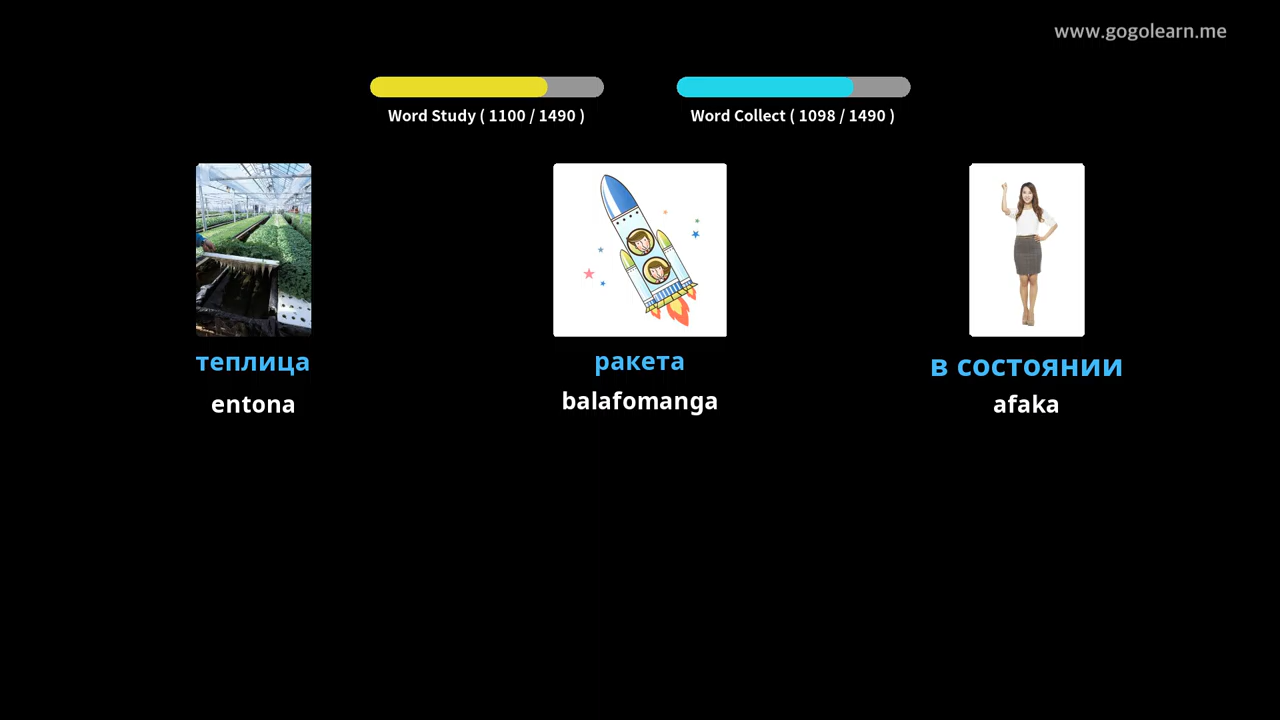 www.gogolearn.me
Word Study ( 1100 / 1490 )
Word Collect ( 1098 / 1490 )
теплица
ракета
в состоянии
entona
balafomanga
afaka